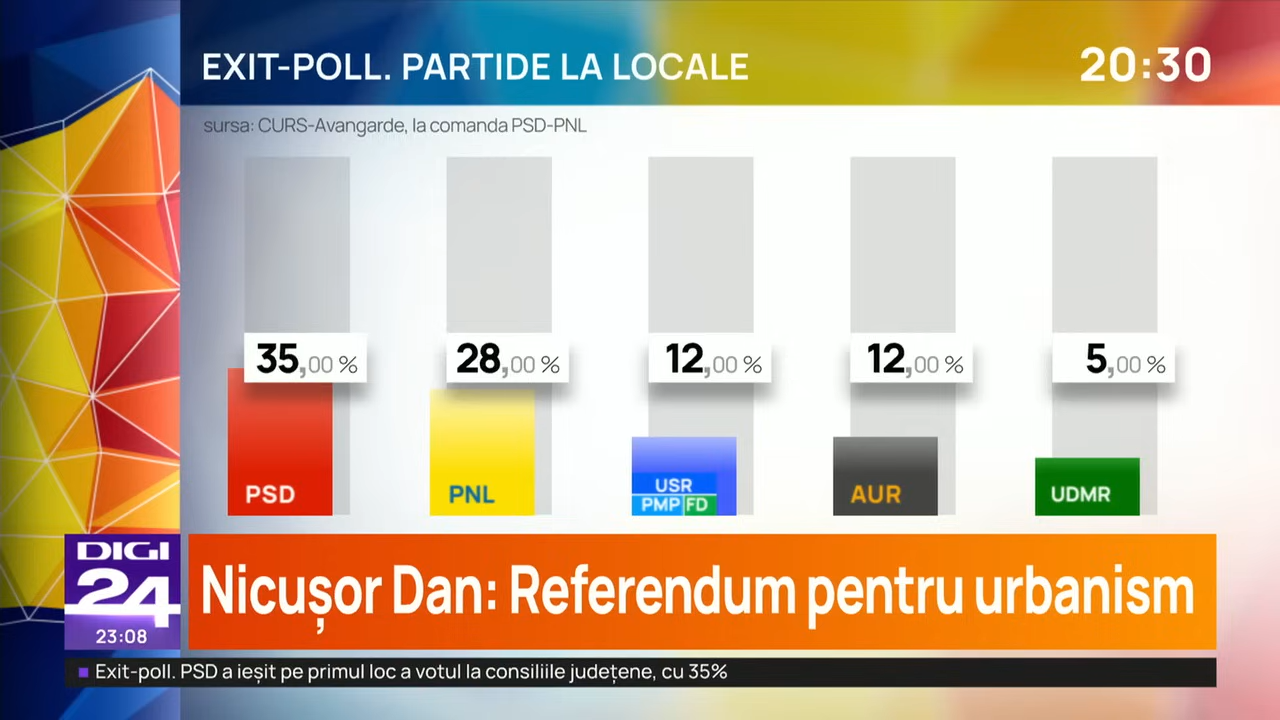 EXIT-POLL. PARTIDE LA LOCALE
20:30
sursa: CURS-Avangarde, la comanda PSD-PNL
35,00 %
28,00 %
12,00 %
12,00 %
5,00 %
PSD
PNL
USR
PMP FD
AUR
UDMR
DIGI
24
23:08
Nicușor Dan: Referendum pentru urbanism
Exit-poll. PSD a ieșit pe primul loc a votul la consiliile județene, cu 35%